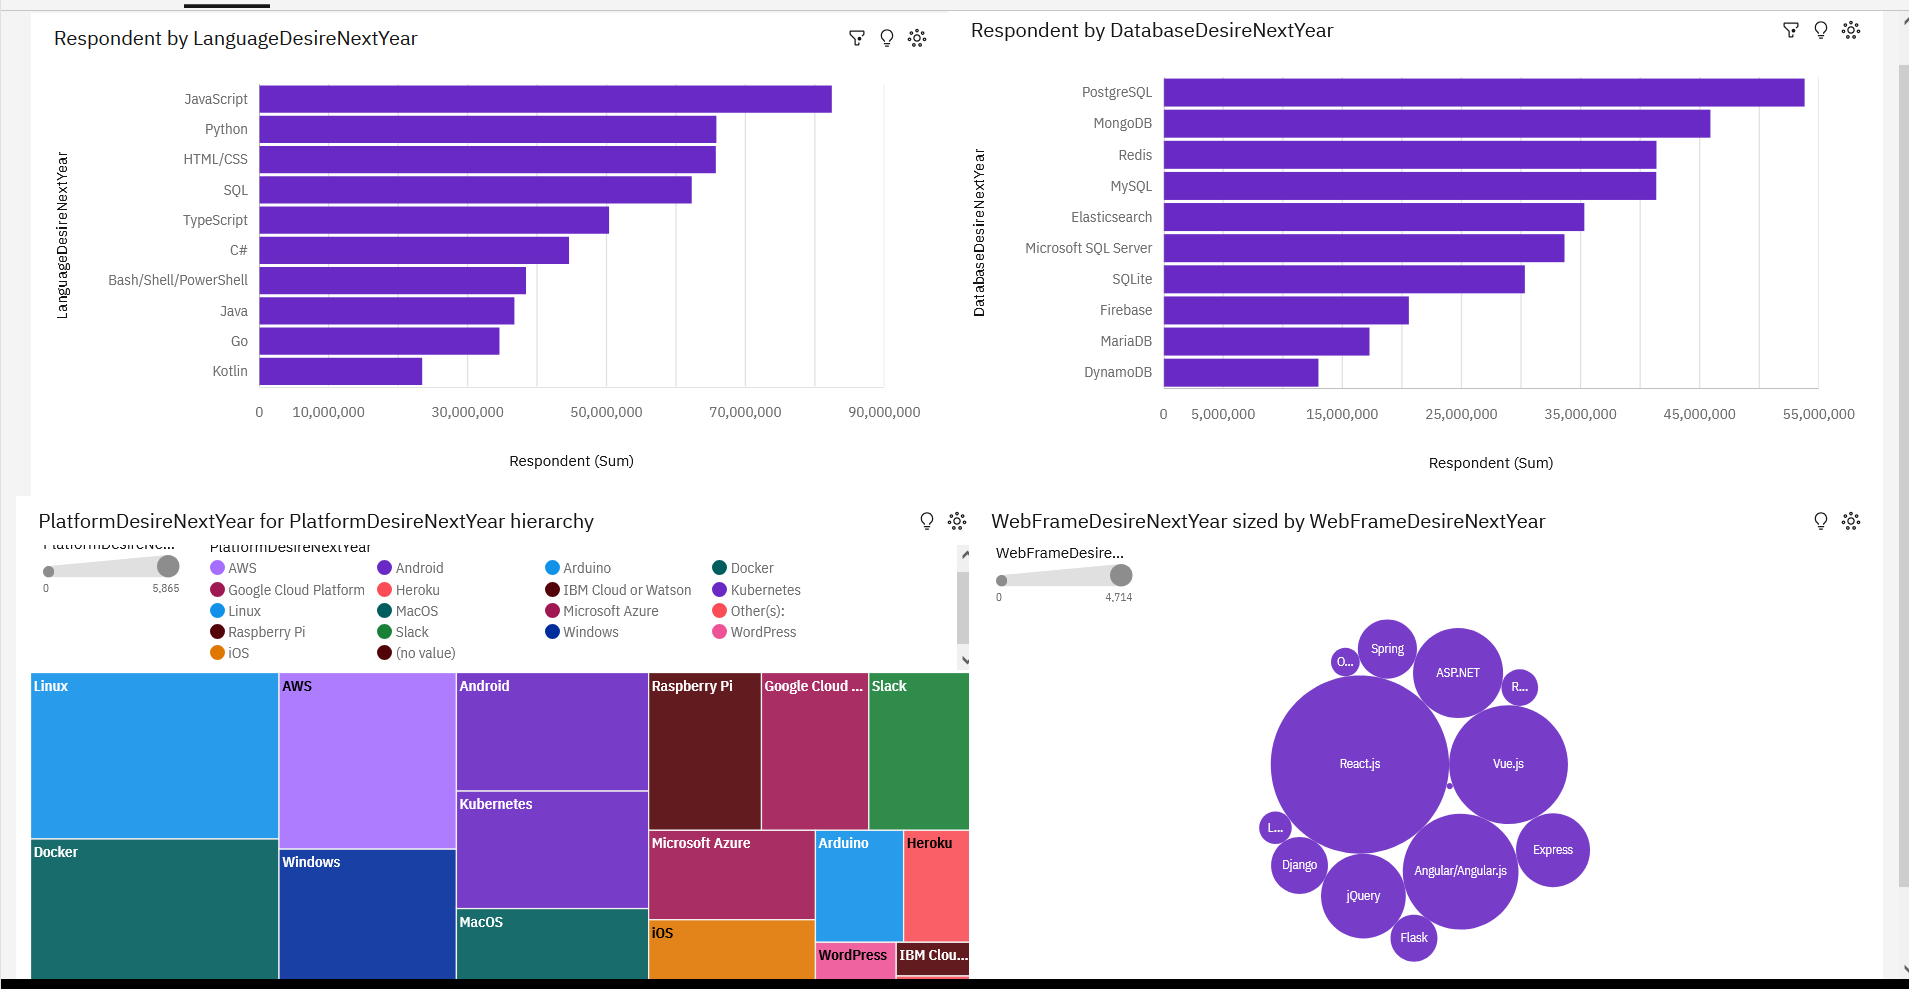 Respondent by LanguageDesireNextYear
LanguageDesireNextYear
JavaScript
Python
HTML/CSS
SQL
TypeScript
C#
Bash/Shell/PowerShell
Java
Go
Kotlin
0 10,000,000 30,000,000 50,000,000 70,000,000 90,000,000
Respondent (Sum)
Respondent by DatabaseDesireNextYear
DatabaseDesireNextYear
PostgreSQL
MongoDB
Redis
MySQL
Elasticsearch
Microsoft SQL Server
SQLite
Firebase
MariaDB
DynamoDB
0 5,000,000 15,000,000 25,000,000 35,000,000 45,000,000 55,000,000
Respondent (Sum)
PlatformDesireNextYear for PlatformDesireNextYear hierarchy
PlatformDesireNe...
0 5,865
PlatformDesireNextYear
AWS Android Arduino Docker
Google Cloud Platform Heroku IBM Cloud or Watson Kubernetes
Linux MacOS Microsoft Azure Other(s):
Raspberry Pi Slack Windows WordPress
iOS (no value)
Linux
AWS
Android
Raspberry Pi
Google Cloud ...
Slack
Kubernetes
Microsoft Azure
Arduino
Heroku
Docker
Windows
MacOS
iOS
WordPress
IBM Clou...
WebFrameDesireNextYear sized by WebFrameDesireNextYear
WebFrameDesire...
0 4,714
Spring
O...
ASP.NET
R...
React.js
Vue.js
L...
Django
Express
Angular/Angular.js
jQuery
Flask